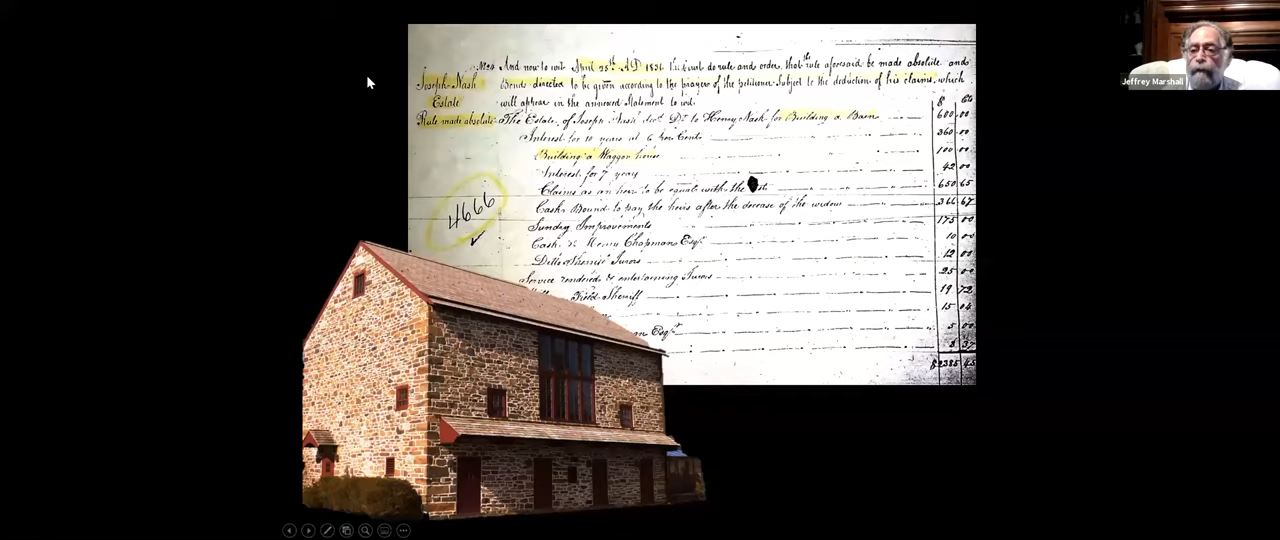 And now to wit April 25th A.D 1834 the Court do rule and order, that the rule aforesaid be made absolute and
Joseph Nash
Bonds directed to be given according to the prayer of the petitioner Subject to the deduction of his claims, which
Estate
will appear in the annexed Statement to wit.
$ Cts
Rule made absolute
The Estate, of Joseph Nash decd Dr. to Henry Nash for Building a Barn 600 00
Interest for 10 years at 6 Per Cent 360 00
Building a Waggon house 100 00
Interest for 7 years 42 00
Claims as an heir to be equal with the 650 65
Cash Bound to pay the heirs after the decease of the widow 366 67
Sunday Improvements 175 00
4666
Cash to Henry Chapman Esqr 10 00
Ditto Jurors 12 00
Service rendered & entertaining Jurors 25 00
Sheriff 19 72
15 04
Esqr 5 00
$2385 45
Jeffrey Marshall